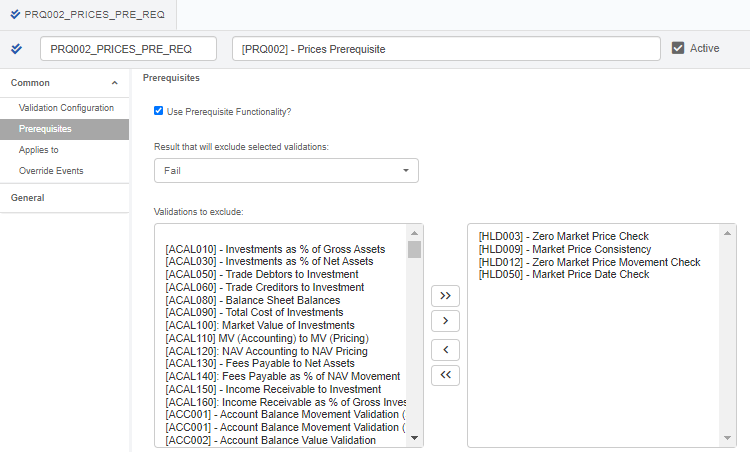 PRQ002_PRICES_PRE_REQ
PRQ002_PRICES_PRE_REQ
[PRQ002] - Prices Prerequisite
Active
Common
Validation Configuration
Prerequisites
Applies to
Override Events
General
Prerequisites
Use Prerequisite Functionality?
Result that will exclude selected validations:
Fail
Validations to exclude:
[ACAL010] - Investments as % of Gross Assets
[ACAL030] - Investments as % of Net Assets
[ACAL050] - Trade Debtors to Investment
[ACAL060] - Trade Creditors to Investment
[ACAL080] - Balance Sheet Balances
[ACAL090] - Total Cost of Investments
[ACAL100]: Market Value of Investments
[ACAL110] MV (Accounting) to MV (Pricing)
[ACAL120]: NAV Accounting to NAV Pricing
[ACAL130] - Fees Payable to Net Assets
[ACAL140]: Fees Payable as % of NAV Movement
[ACAL150] - Income Receivable to Investment
[ACAL160]: Income Receivable as % of Gross Inves
[ACC001] - Account Balance Movement Validation (
[ACC001] - Account Balance Movement Validation (
[ACC002] - Account Balance Value Validation
>>
>
<
<<
[HLD003] - Zero Market Price Check
[HLD009] - Market Price Consistency
[HLD012] - Zero Market Price Movement Check
[HLD050] - Market Price Date Check